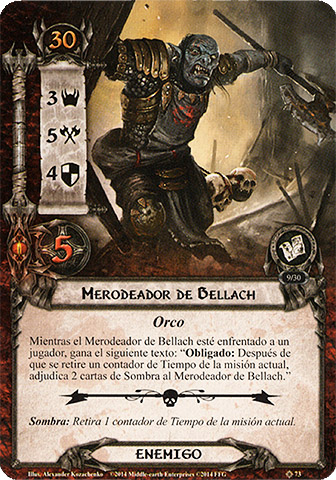 30
3
5
4
5
9/30
Merodeador de Bellach
Orco
Mientras el Merodeador de Bellach esté enfrentado a un
jugador, gana el siguiente texto: “Obligado: Después de
que se retire un contador de Tiempo de la misión actual,
adjudica 2 cartas de Sombra al Merodeador de Bellach.”
Sombra: Retira 1 contador de Tiempo de misión actual.
ENEMIGO
Illus. Alexander Kozachenko ©2014 Middle-earth Enterprises ©2014 FFG 73